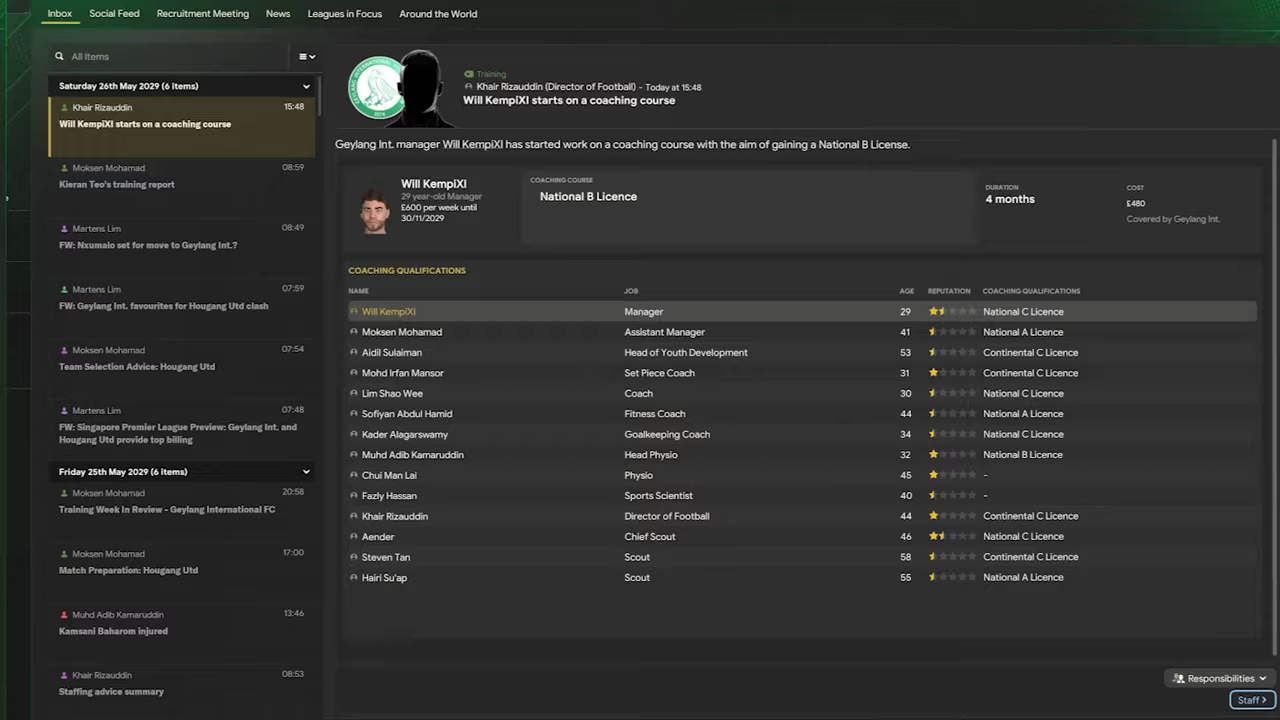 Inbox
Social Feed
Recruitment Meeting
News
Leagues in Focus
Around the World
All Items
Saturday 26th May 2029 (6 items)
Khair Rizauddin
15:48
Will KempiXI starts on a coaching course
Moksen Mohamad
08:59
Kieran Teo's training report
Martens Lim
08:49
FW: Nxumalo set for move to Geylang Int.?
Martens Lim
07:59
FW: Geylang Int. favourites for Hougang Utd clash
Moksen Mohamad
07:54
Team Selection Advice: Hougang Utd
Martens Lim
07:48
FW: Singapore Premier League Preview: Geylang Int. and
Hougang Utd provide top billing
Friday 25th May 2029 (6 items)
Moksen Mohamad
20:58
Training Week In Review - Geylang International FC
Moksen Mohamad
17:00
Match Preparation: Hougang Utd
Muhd Adib Kamaruddin
13:46
Kamsani Baharom injured
Khair Rizauddin
08:53
Staffing advice summary
Training
Khair Rizauddin (Director of Football) - Today at 15:48
Will KempiXI starts on a coaching course
Geylang Int. manager Will KempiXI has started work on a coaching course with the aim of gaining a National B License.
Will KempiXI
29 year-old Manager
£600 per week until
30/11/2029
COACHING COURSE
National B Licence
DURATION
4 months
COST
£480
Covered by Geylang Int.
COACHING QUALIFICATIONS
NAME JOB AGE REPUTATION COACHING QUALIFICATIONS
Will KempiXI Manager 29 National C Licence
Moksen Mohamad Assistant Manager 41 National A Licence
Aidil Sulaiman Head of Youth Development 53 Continental C Licence
Mohd Irfan Mansor Set Piece Coach 31 Continental C Licence
Lim Shao Wee Coach 30 National C Licence
Sofiyan Abdul Hamid Fitness Coach 44 National A Licence
Kader Alagarswamy Goalkeeping Coach 34 National C Licence
Muhd Adib Kamaruddin Head Physio 32 National B Licence
Chui Man Lai Physio 45 -
Fazly Hassan Sports Scientist 40 -
Khair Rizauddin Director of Football 44 Continental C Licence
Aender Chief Scout 46 National C Licence
Steven Tan Scout 58 Continental C Licence
Hairi Su'ap Scout 55 National A Licence
Responsibilities
Staff >